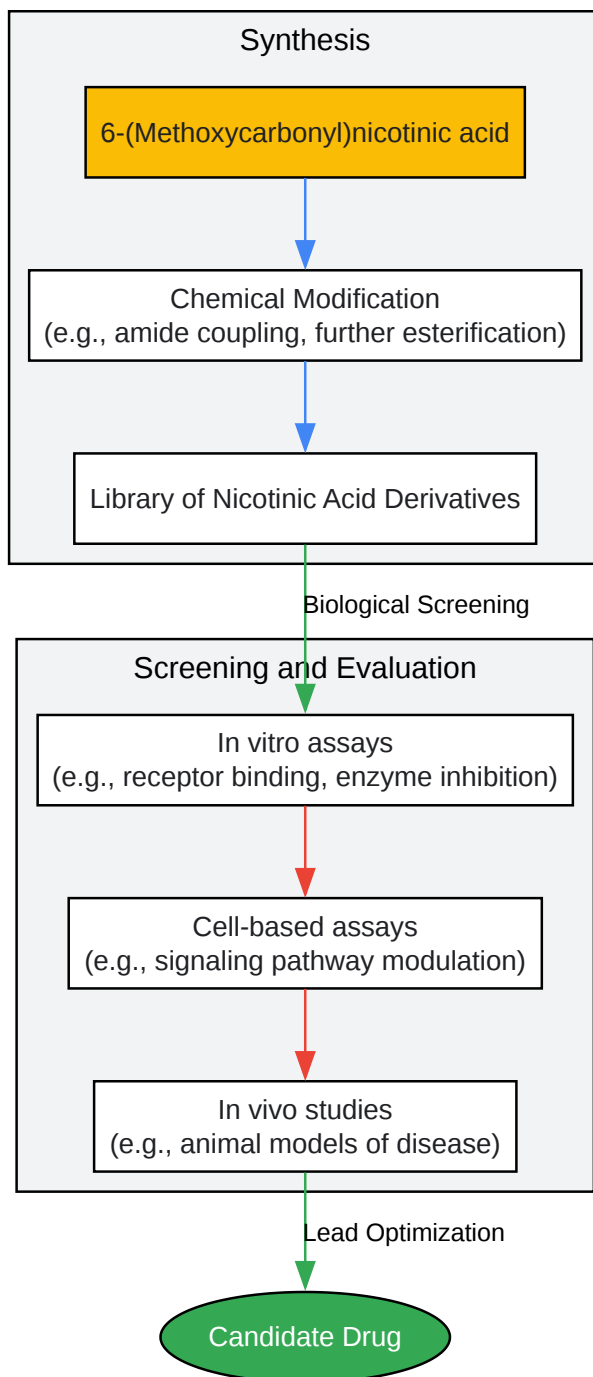 Synthesis
6-(Methoxycarbonyl)nicotinic acid
Chemical Modification
(e.g., amide coupling, further esterification)
Library of Nicotinic Acid Derivatives
Biological Screening
Screening and Evaluation
In vitro assays
(e.g., receptor binding, enzyme inhibition)
Cell-based assays
(e.g., signaling pathway modulation)
In vivo studies
(e.g., animal models of disease)
Lead Optimization
Candidate Drug